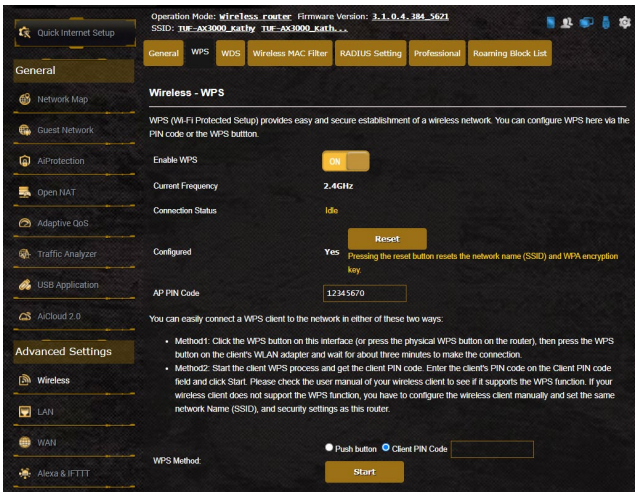 Operation Mode: Wireless router Firmware Version: 3.1.0.4.384_5621
SSID: TUF-AX3000_Kathy TUF-AX3000_Kath...
Quick Internet Setup
General
Network Map
Guest Network
AiProtection
Open NAT
Adaptive QoS
Traffic Analyzer
USB Application
AiCloud 2.0
Advanced Settings
Wireless
LAN
WAN
Alexa & IFTTT
General WPS WDS Wireless MAC Filter RADIUS Setting Professional Roaming Block List
Wireless - WPS
WPS (Wi-Fi Protected Setup) provides easy and secure establishment of a wireless network. You can configure WPS here via the
PIN code or the WPS buttton.
Enable WPS ON
Current Frequency 2.4GHz
Connection Status Idle
Reset
Configured Yes Pressing the reset button resets the network name (SSID) and WPA encryption
key.
AP PIN Code 12345670
You can easily connect a WPS client to the network in either of these two ways:
• Method1: Click the WPS button on this interface (or press the physical WPS button on the router), then press the WPS
button on the client's WLAN adapter and wait for about three minutes to make the connection.
• Method2: Start the client WPS process and get the client PIN code. Enter the client's PIN code on the Client PIN code
field and click Start. Please check the user manual of your wireless client to see if it supports the WPS function. If your
wireless client does not support the WPS function, you have to configure the wireless client manually and set the same
network Name (SSID), and security settings as this router.
Push button Client PIN Code
WPS Method:
Start